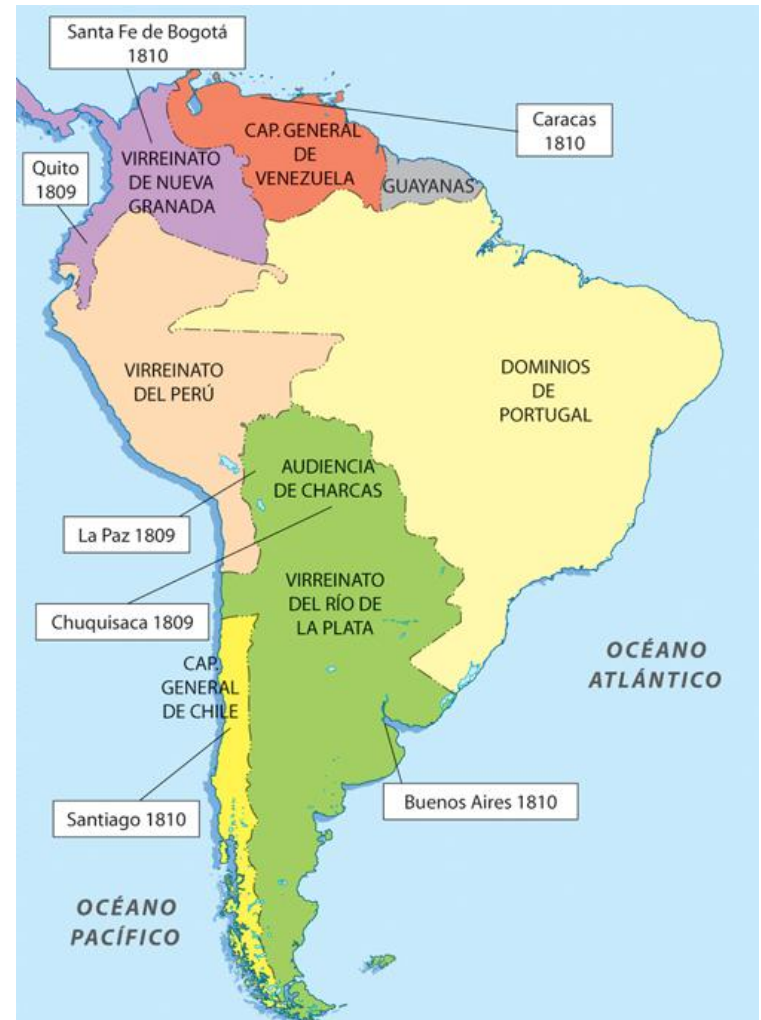 Santa Fe de Bogotá
1810
Caracas
1810
CAP. GENERAL
DE
VENEZUELA
VIRREINATO
DE NUEVA
GRANADA
Quito
1809
GUAYANAS
VIRREINATO
DEL PERÚ
DOMINIOS
DE
PORTUGAL
AUDIENCIA
DE CHARCAS
La Paz 1809
VIRREINATO
DEL RÍO DE
LA PLATA
Chuquisaca 1809
OCÉANO
ATLÁNTICO
CAP.
GENERAL
DE CHILE
Buenos Aires 1810
Santiago 1810
OCÉANO
PACÍFICO